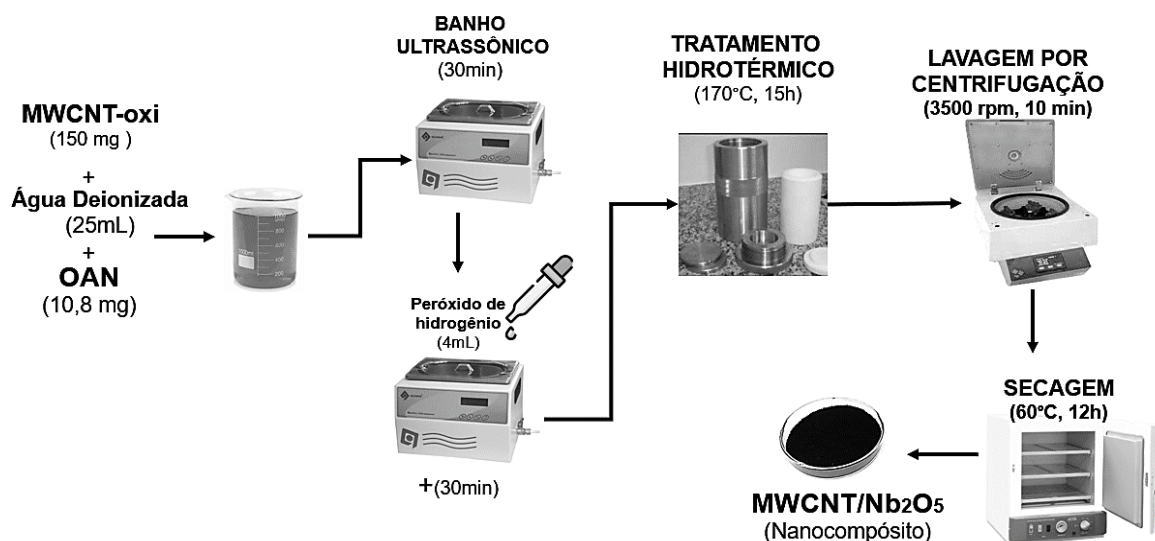 MWCNT-oxi
(150 mg )
+
Água Deionizada
(25mL)
+
OAN
(10,8 mg)
BANHO
ULTRASSÔNICO
(30min)
Peróxido de
hidrogênio
(4mL)
+(30min)
TRATAMENTO
HIDROTÉRMICO
(170°C, 15h)
LAVAGEM POR
CENTRIFUGAÇÃO
(3500 rpm, 10 min)
SECAGEM
(60°C, 12h)
MWCNT/Nb2O5
(Nanocompósito)